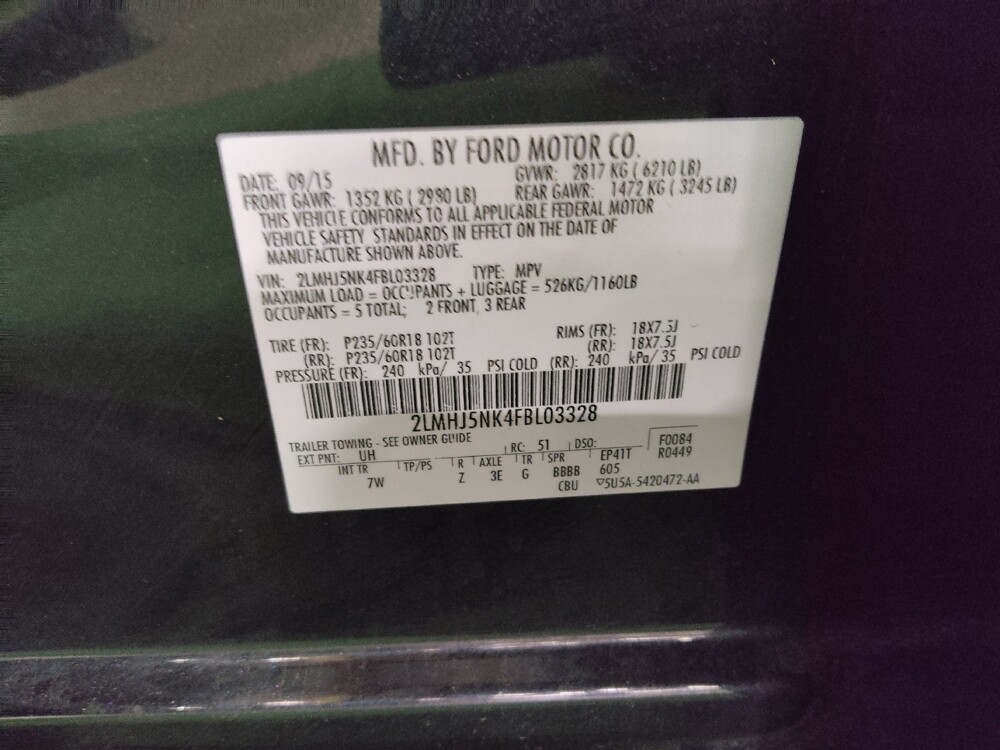 MFD. BY FORD MOTOR CO.
DATE: 09/15 GVWR: 2817 KG ( 6210 LB)
FRONT GAWR: 1352 KG ( 2980 LB) REAR GAWR: 1472 KG ( 3245 LB)
THIS VEHICLE CONFORMS TO ALL APPLICABLE FEDERAL MOTOR
VEHICLE SAFETY STANDARDS IN EFFECT ON THE DATE OF
MANUFACTURE SHOWN ABOVE.
VIN: 2LMHJ5NK4FBL03328 TYPE: MPV
MAXIMUM LOAD = OCCUPANTS + LUGGAGE = 526KG/1160LB
OCCUPANTS = 5 TOTAL; 2 FRONT, 3 REAR
TIRE (FR): P235/60R18 102T RIMS (FR): 18X7.5J
(RR): P235/60R18 102T (RR): 18X7.5J
PRESSURE (FR): 240 kPa/ 35 PSI COLD (RR): 240 kPa/ 35 PSI COLD
2LMHJ5NK4FBL03328
TRAILER TOWING - SEE OWNER GUIDE
EXT PNT: UH RC: 51 DSO: F0084
INT TR TP/PS R AXLE TR SPR EP41T R0449
7W Z 3E G BBBB 605
CBU ▽5U5A-5420472-AA